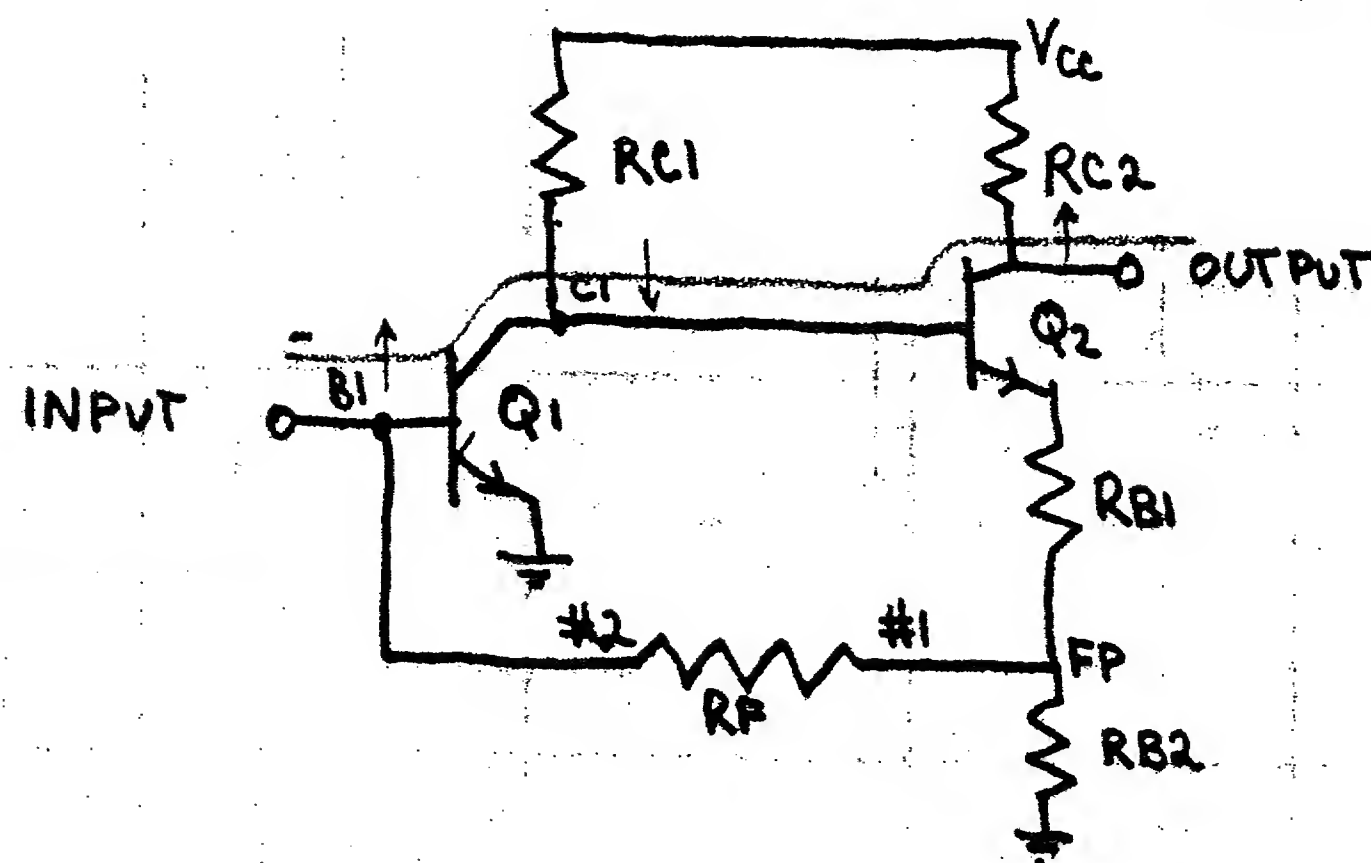 Vcc
RC1
RC2
C1
OUTPUT
B1
INPUT
Q1
Q2
RB1
#2
#1
FP
RF
RB2